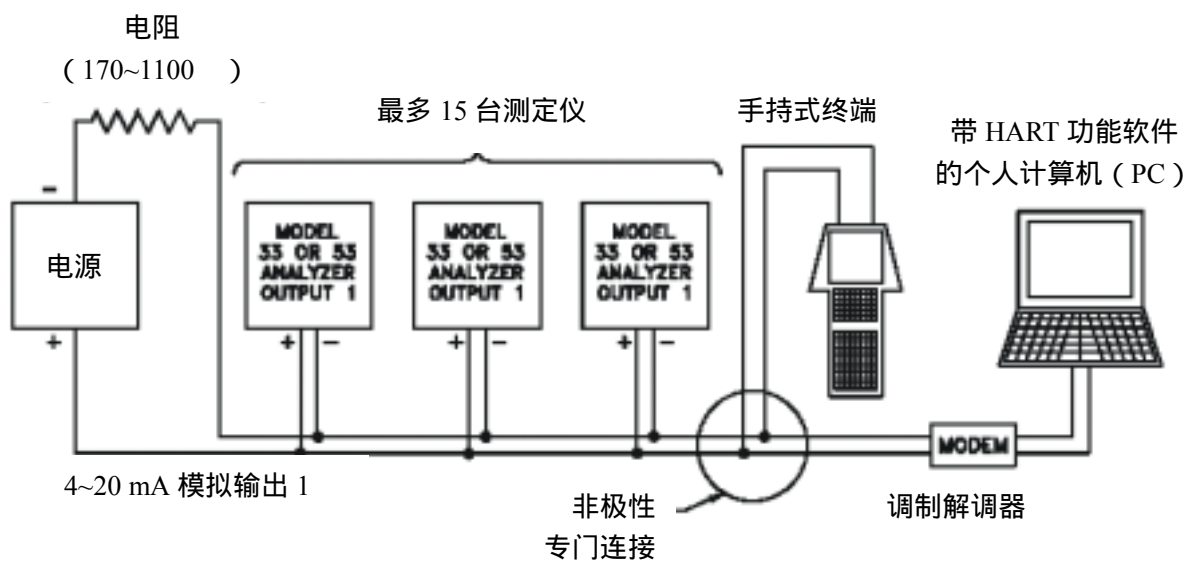 电阻
（170~1100 ）
最多 15 台测定仪
手持式终端
带 HART 功能软件
的个人计算机（PC）
-
电源
+
MODEL
33 OR 53
ANALYZER
OUTPUT 1
+ -
MODEL
33 OR 53
ANALYZER
OUTPUT 1
+ -
MODEL
33 OR 53
ANALYZER
OUTPUT 1
+ -
MODEM
4~20 mA 模拟输出 1
非极性
专门连接
调制解调器